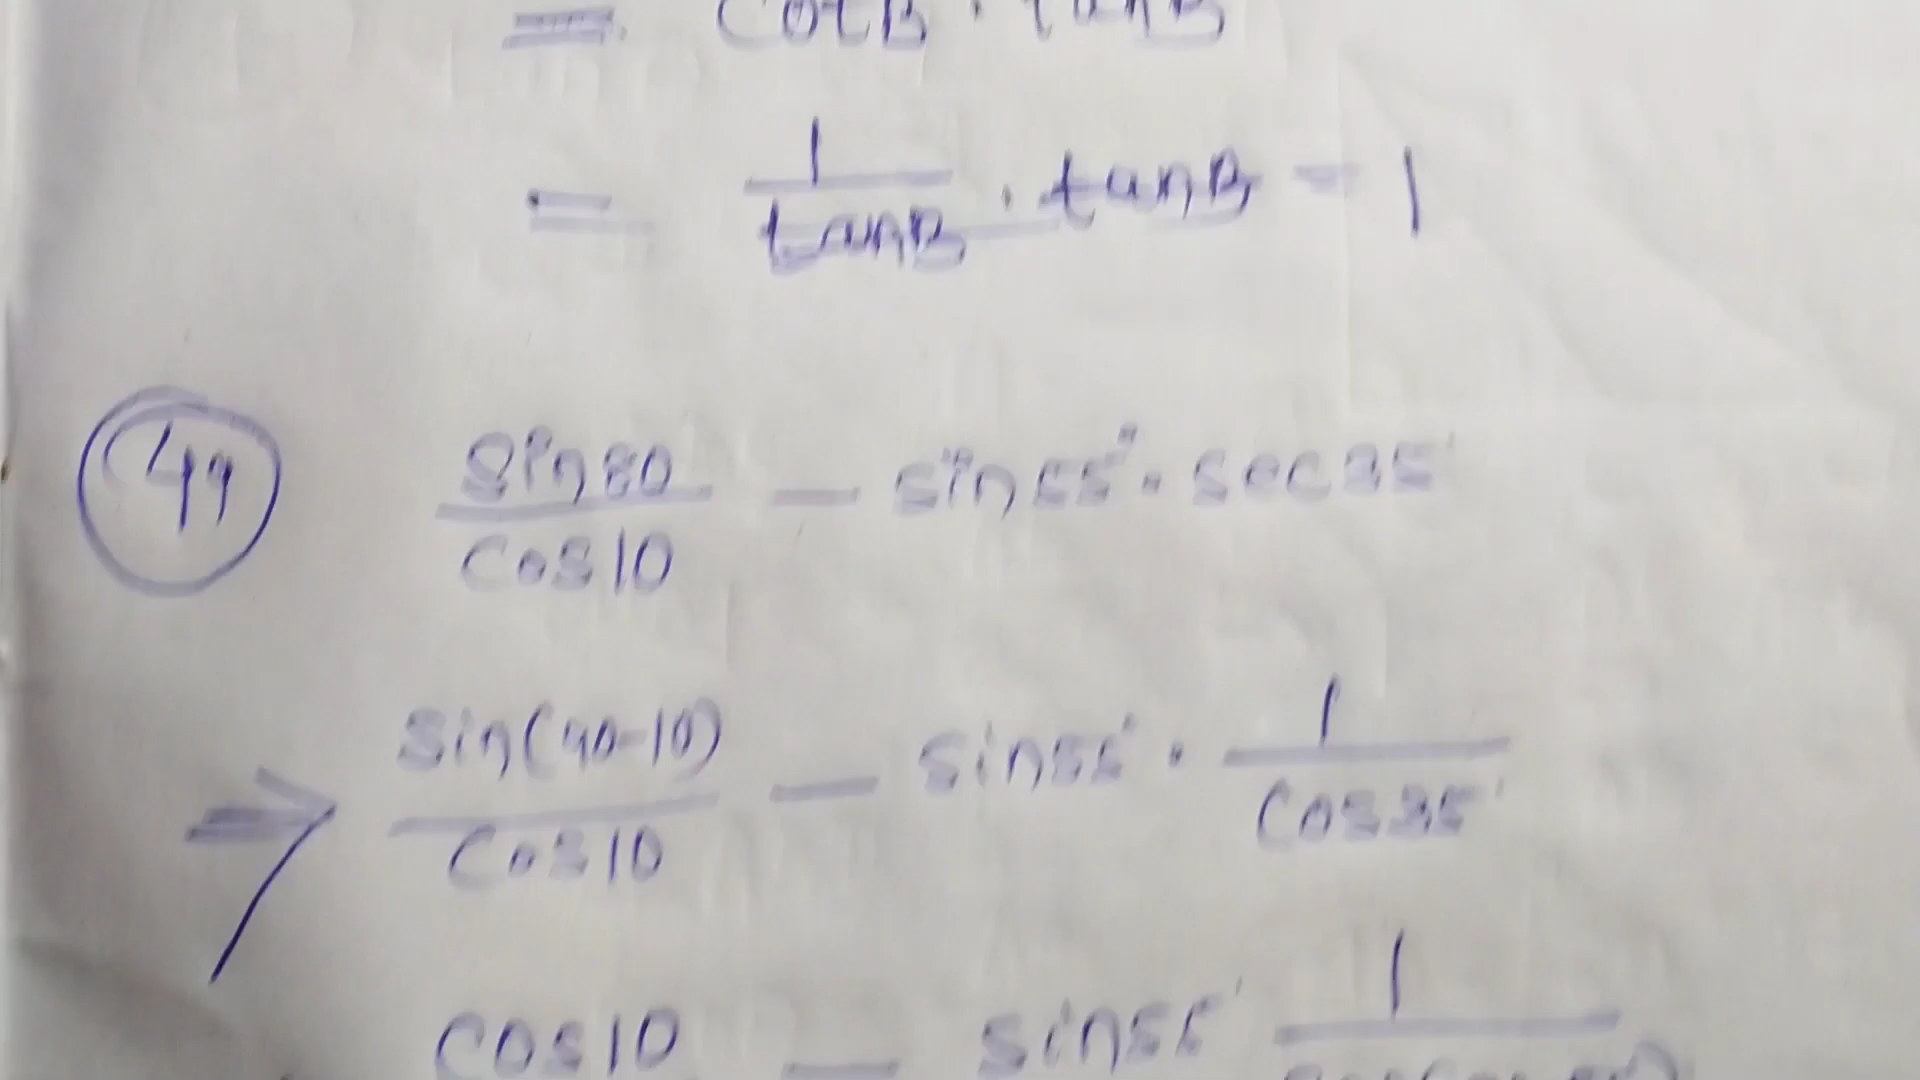 = cotB . tanB
= 1/tanB . tanB = 1
49 sin80/cos10 — sin55° . sec35°
⇒ sin(90-10)/cos10 — sin55° . 1/cos35°
cos10 — sin55° 1